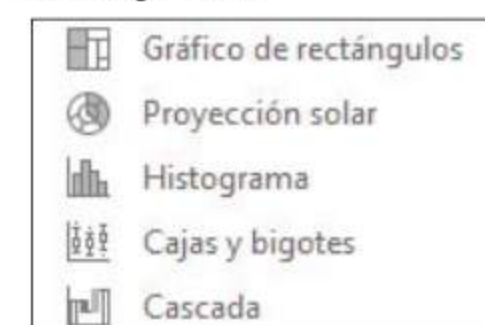 Gráfico de rectángulos
Proyección solar
Histograma
Cajas y bigotes
Cascada